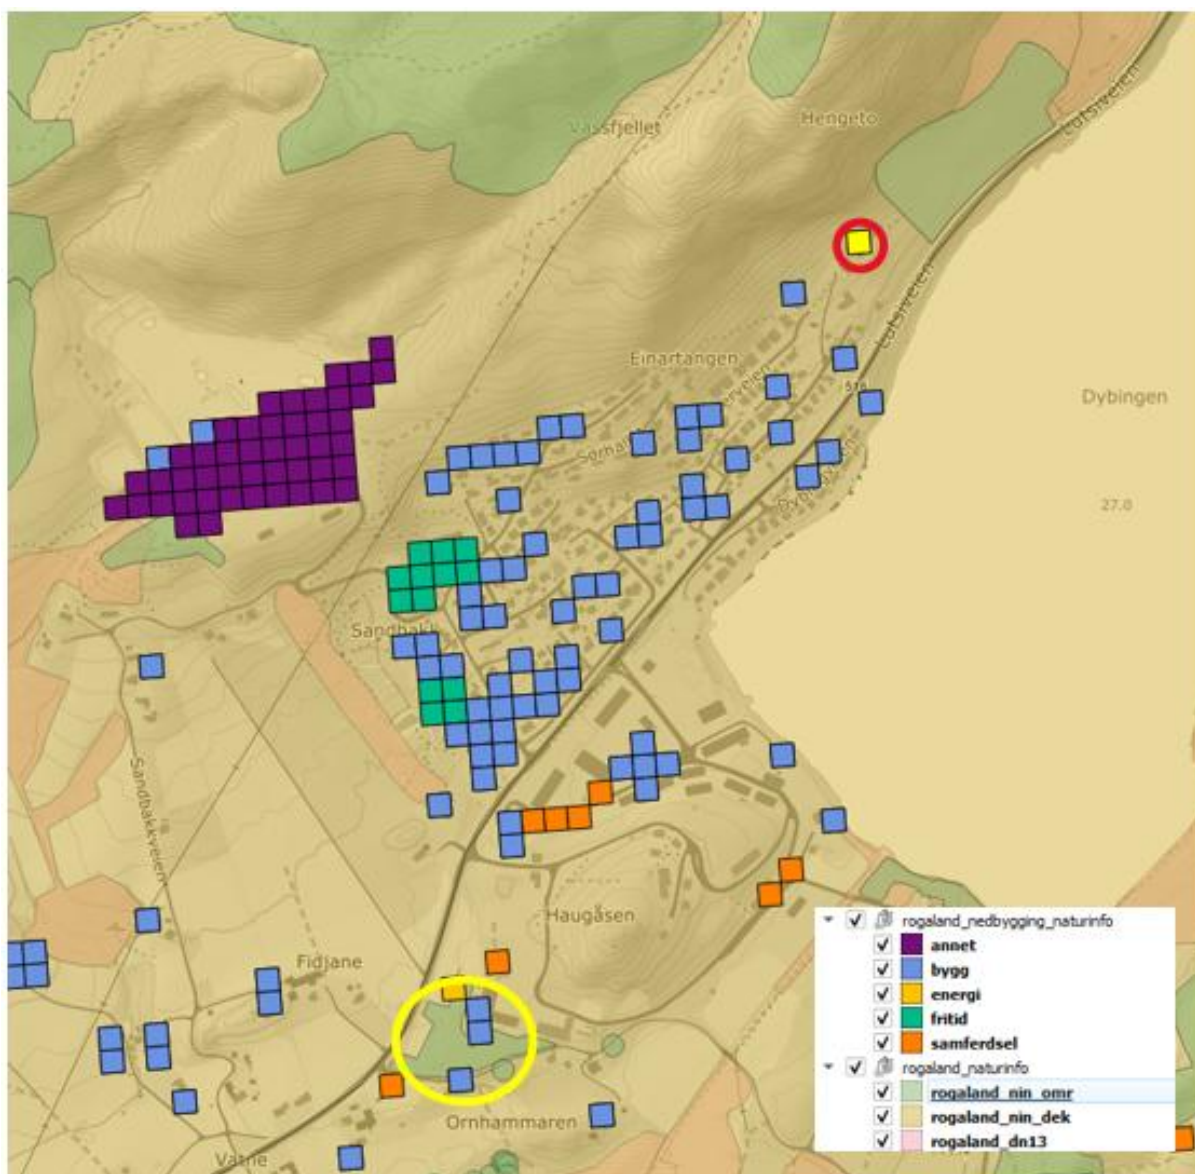 Vassfjellet
Hengeto
Lutsiveien
Lutsiveien
Einartangen
516
Dybingen
27.0
Sandbakk
Sandbakkveien
Haugåsen
Fidjane
Ornhammaren
Vatne
rogaland_nedbygging_naturinfo
annet
bygg
energi
fritid
samferdsel
rogaland_naturinfo
rogaland_nin_omr
rogaland_nin_dek
rogaland_dn13